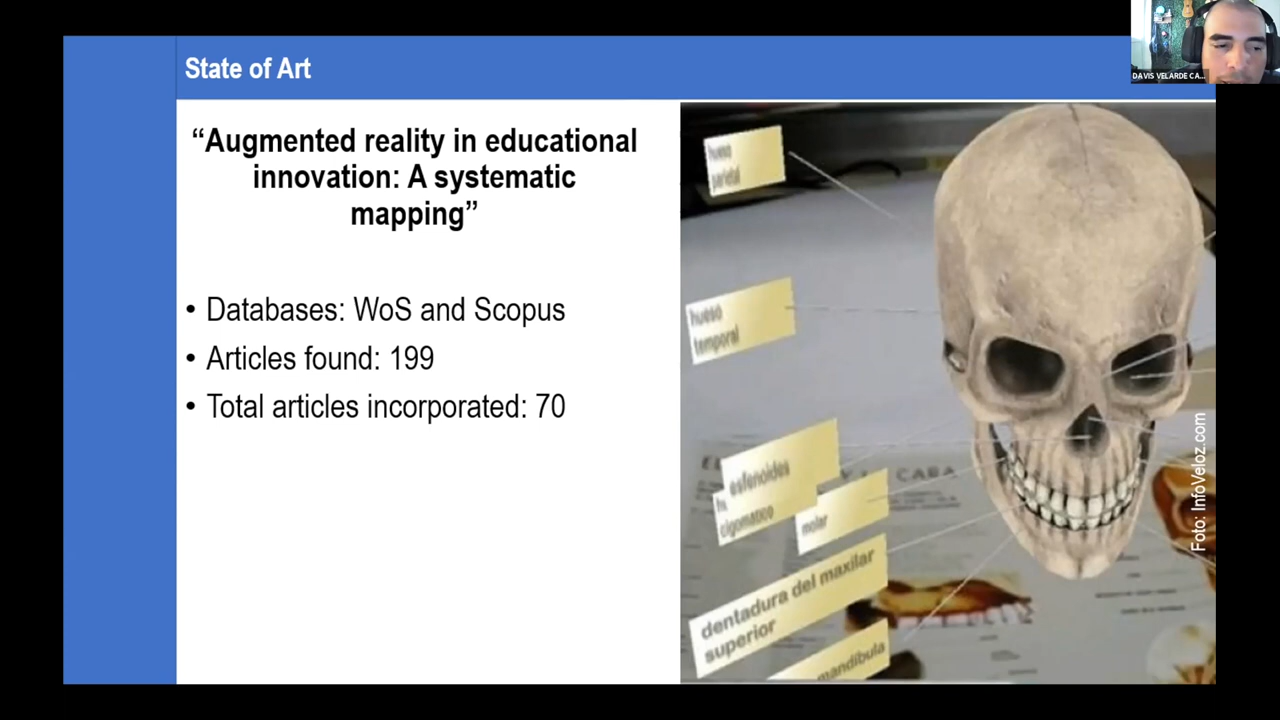 State of Art
DAVIS VELARDE CA...
“Augmented reality in educational
innovation: A systematic
mapping”
• Databases: WoS and Scopus
• Articles found: 199
• Total articles incorporated: 70
hueso
parietal
hueso
temporal
esfenoides
cigomatico
molar
CABA
dentadura del maxilar
superior
mandíbula
Foto: InfoVeloz.com